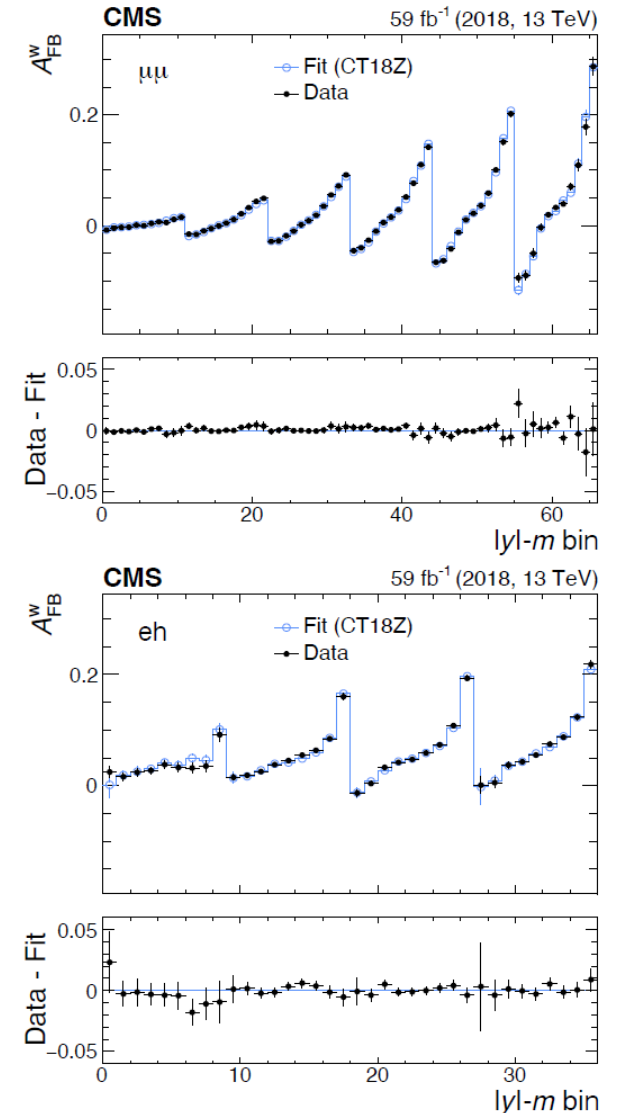 CMS 59 fb⁻¹ (2018, 13 TeV)
A^w_FB
μμ
Fit (CT18Z)
Data
0.2
0
Data - Fit
0.05
0
−0.05
0 20 40 60
|y|-m bin
CMS 59 fb⁻¹ (2018, 13 TeV)
A^w_FB
eh
Fit (CT18Z)
Data
0.2
0
Data - Fit
0.05
0
−0.05
0 10 20 30
|y|-m bin